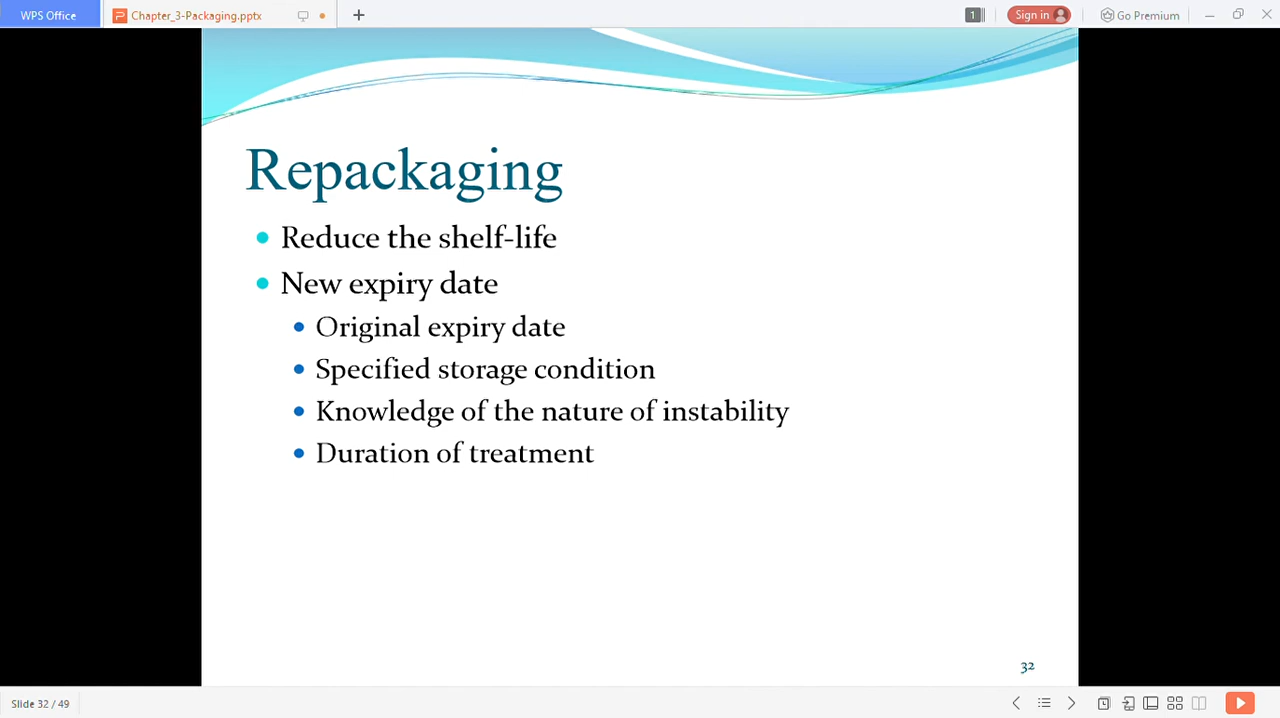 WPS Office
Chapter_3-Packaging.pptx
1
Sign in
Go Premium
Repackaging
Reduce the shelf-life
New expiry date
Original expiry date
Specified storage condition
Knowledge of the nature of instability
Duration of treatment
32
Slide 32 / 49